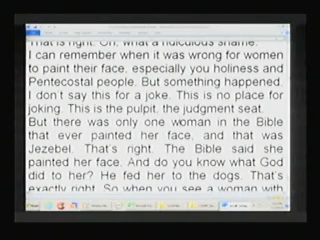 That is right. Oh, what a ridiculous shame.
I can remember when it was wrong for women
to paint their face, especially you holiness and
Pentecostal people. But something happened.
I don't say this for a joke. This is no place for
joking. This is the pulpit, the judgment seat.
But there was only one woman in the Bible
that ever painted her face, and that was
Jezebel. That's right. The Bible said she
painted her face. And do you know what God
did to her? He fed her to the dogs. That's
exactly right. So when you see a woman with